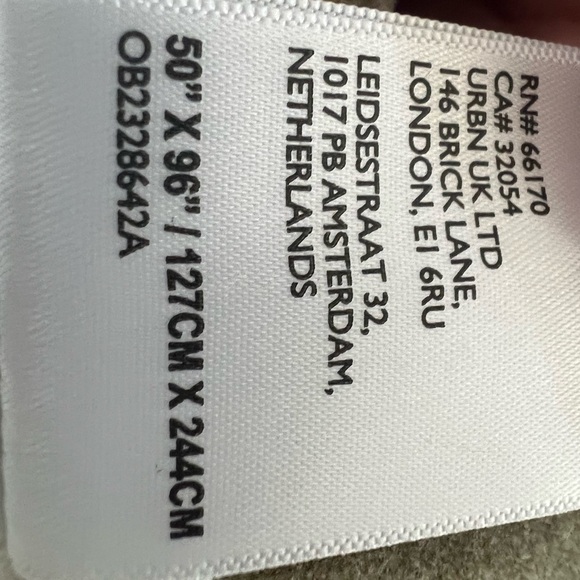 RN# 66170
CA# 32054
URBN UK LTD
146 BRICK LANE,
LONDON, E1 6RU
LEIDSESTRAAT 32,
1017 PB AMSTERDAM,
NETHERLANDS
50" X 96" / 127CM X 244CM
OB2328642A